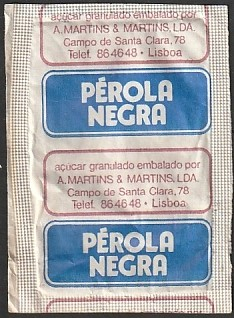 açúcar granulado embalado por
A. MARTINS & MARTINS, LDA.
Campo de Santa Clara, 78
Telef. 864648 • Lisboa
PÉROLA
NEGRA
açúcar granulado embalado por
A. MARTINS & MARTINS, LDA.
Campo de Santa Clara, 78
Telef. 864648 • Lisboa
PÉROLA
NEGRA